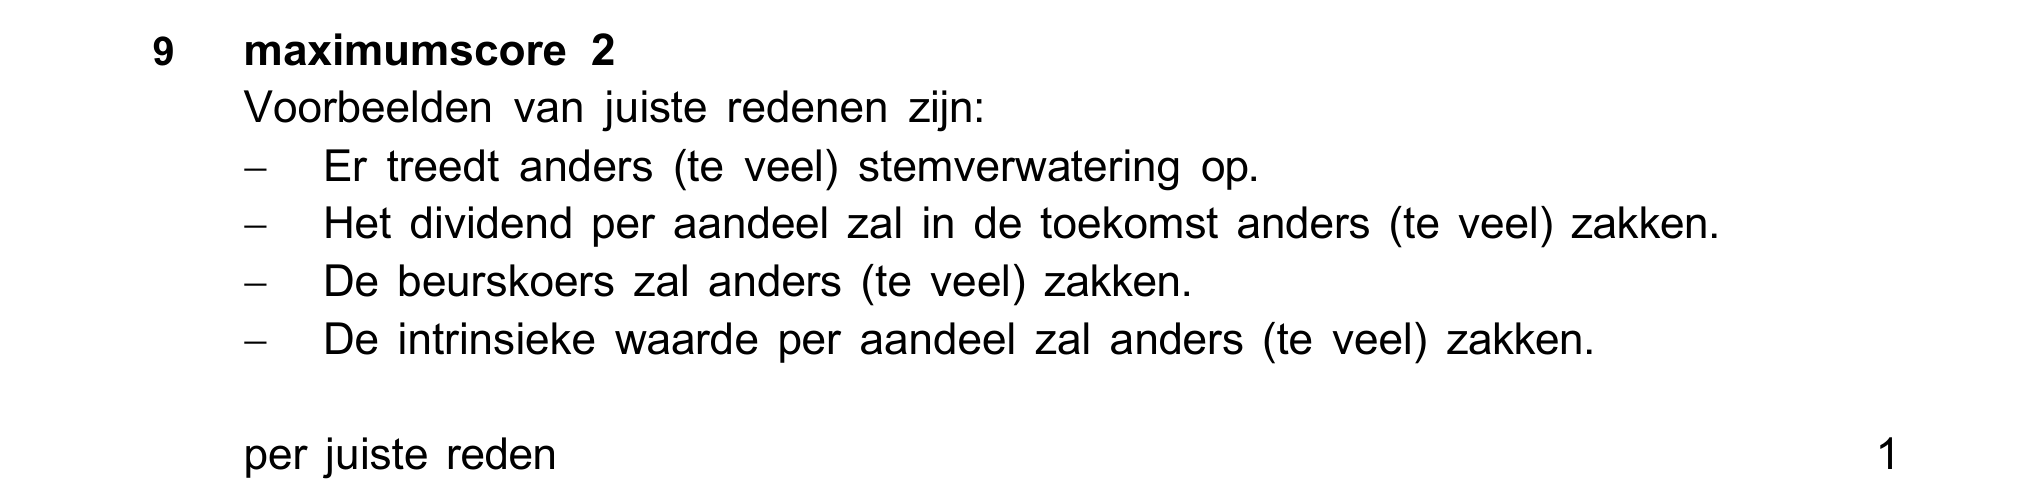 9 maximumscore 2
Voorbeelden van juiste redenen zijn:
− Er treedt anders (te veel) stemverwatering op.
− Het dividend per aandeel zal in de toekomst anders (te veel) zakken.
− De beurskoers zal anders (te veel) zakken.
− De intrinsieke waarde per aandeel zal anders (te veel) zakken.
per juiste reden 1